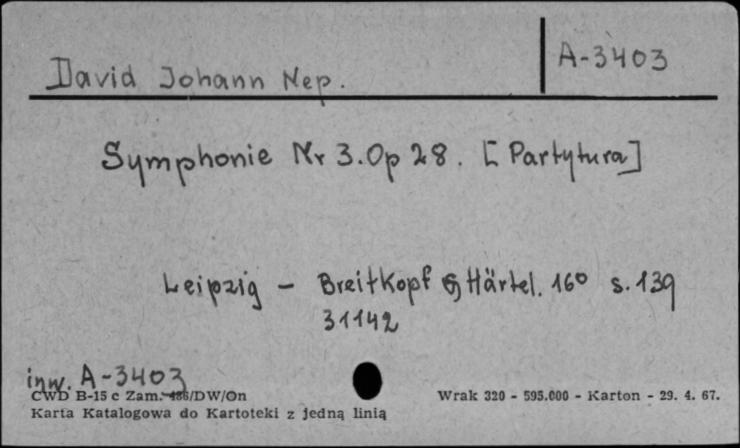 David Johann Nep.
A-3403
Symphonie Nr 3. Op 28. [Partytura]
Leipzig - Breitkopf & Härtel. 16° s. 139
31142
inw. A-3403
CWD B-15 c Zam. 486/DW/On
Wrak 320 - 595.000 - Karton - 29. 4. 67.
Karta Katalogowa do Kartoteki z jedną linią